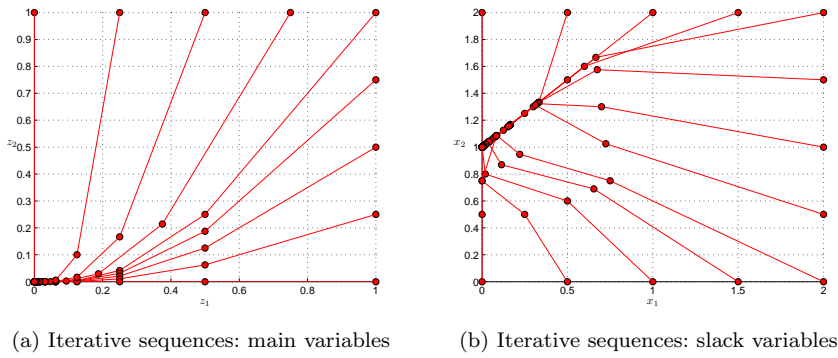 1
0.9
0.8
0.7
0.6
z2
0.5
0.4
0.3
0.2
0.1
0
0 0.2 0.4 0.6 0.8 1
z1
2
1.8
1.6
1.4
1.2
x2
1
0.8
0.6
0.4
0.2
0
0 0.5 1 1.5 2
x1
(a) Iterative sequences: main variables
(b) Iterative sequences: slack variables